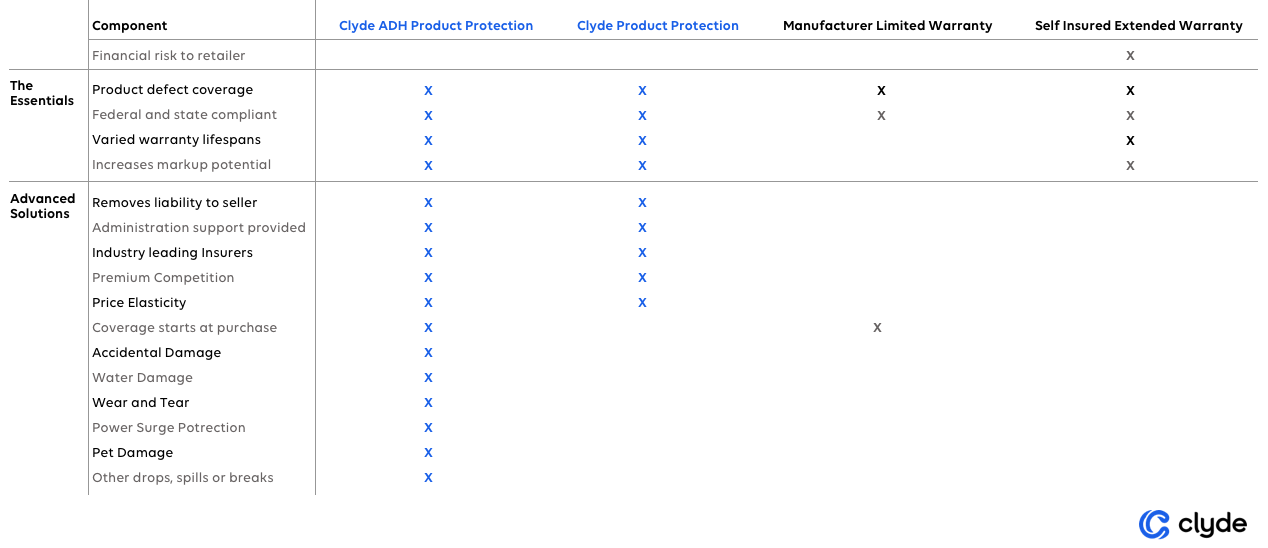 Component Clyde ADH Product Protection Clyde Product Protection Manufacturer Limited Warranty Self Insured Extended Warranty
Financial risk to retailer X
The Essentials
Product defect coverage X X X X
Federal and state compliant X X X X
Varied warranty lifespans X X X
Increases markup potential X X X
Advanced Solutions
Removes liability to seller X X
Administration support provided X X
Industry leading Insurers X X
Premium Competition X X
Price Elasticity X X
Coverage starts at purchase X X
Accidental Damage X
Water Damage X
Wear and Tear X
Power Surge Potrection X
Pet Damage X
Other drops, spills or breaks X
clyde